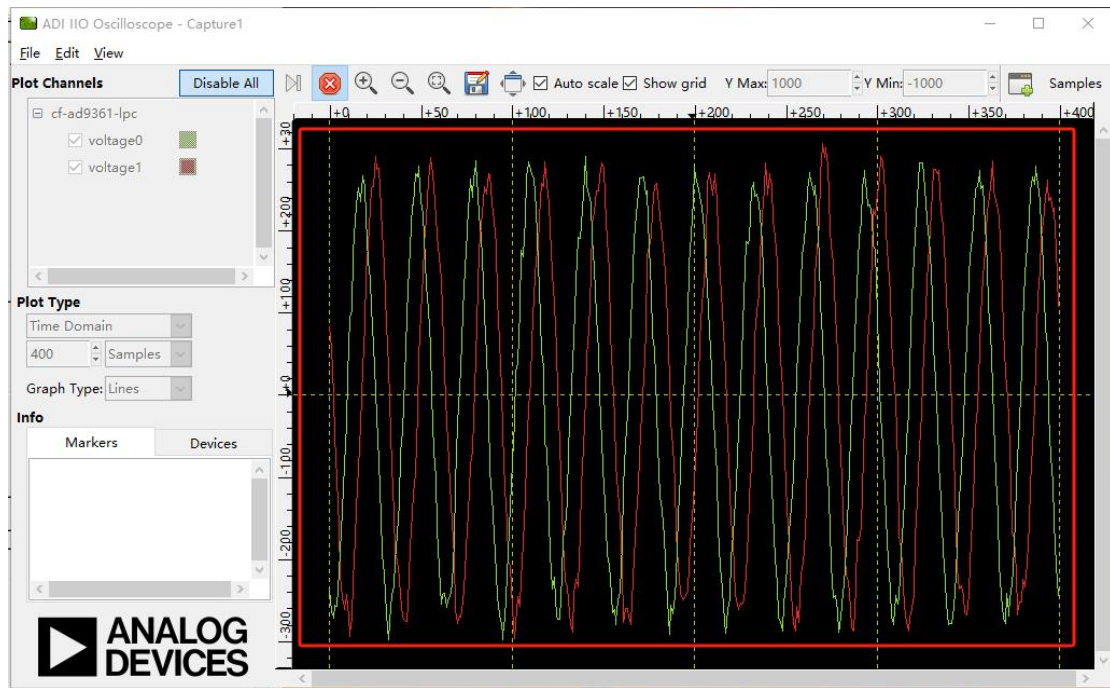 ADI IIO Oscilloscope - Capture1
File Edit View
Plot Channels Disable All Auto scale Show grid Y Max: 1000 Y Min: -1000 Samples
cf-ad9361-lpc
voltage0
voltage1
+0 +50 +100 +150 +200 +250 +300 +350 +400
+30
+200
+100
+0
-100
-200
-300
Plot Type
Time Domain
400 Samples
Graph Type: Lines
Info
Markers Devices
ANALOG
DEVICES